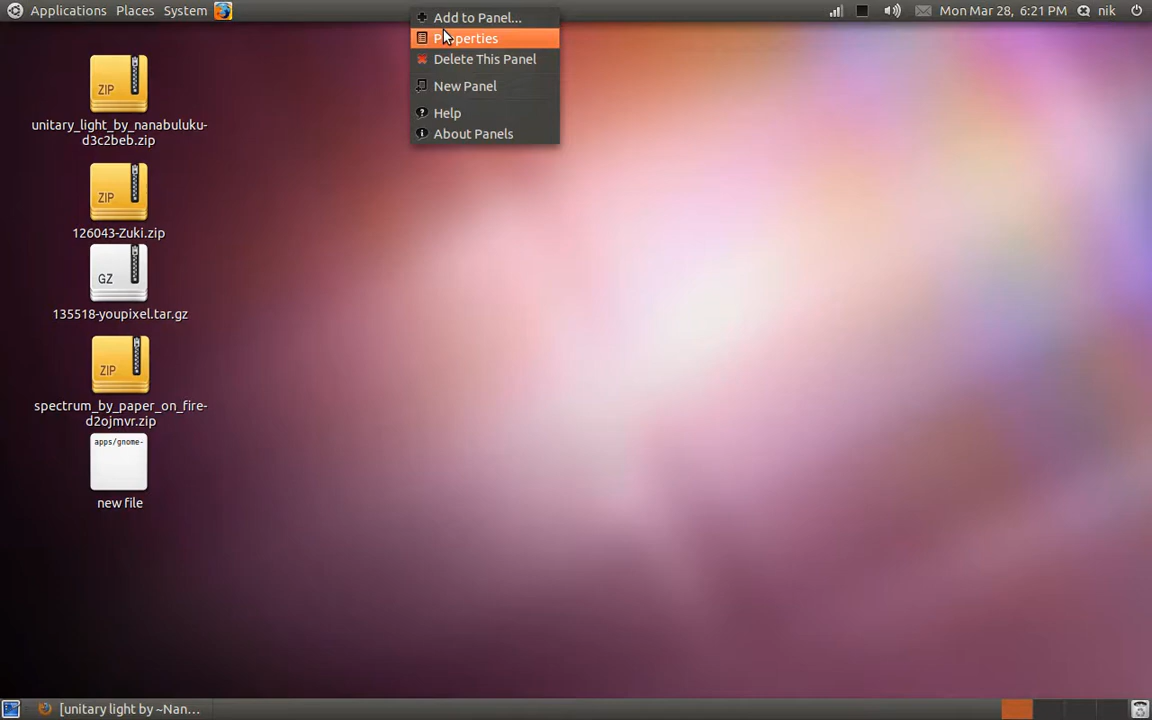 Applications Places System
Mon Mar 28, 6:21 PM nik
Add to Panel...
Properties
Delete This Panel
New Panel
Help
About Panels
ZIP
unitary_light_by_nanabuluku-
d3c2beb.zip
ZIP
126043-Zuki.zip
GZ
135518-youpixel.tar.gz
ZIP
spectrum_by_paper_on_fire-
d2ojmvr.zip
apps/gnome-
new file
[unitary light by ~Nan...